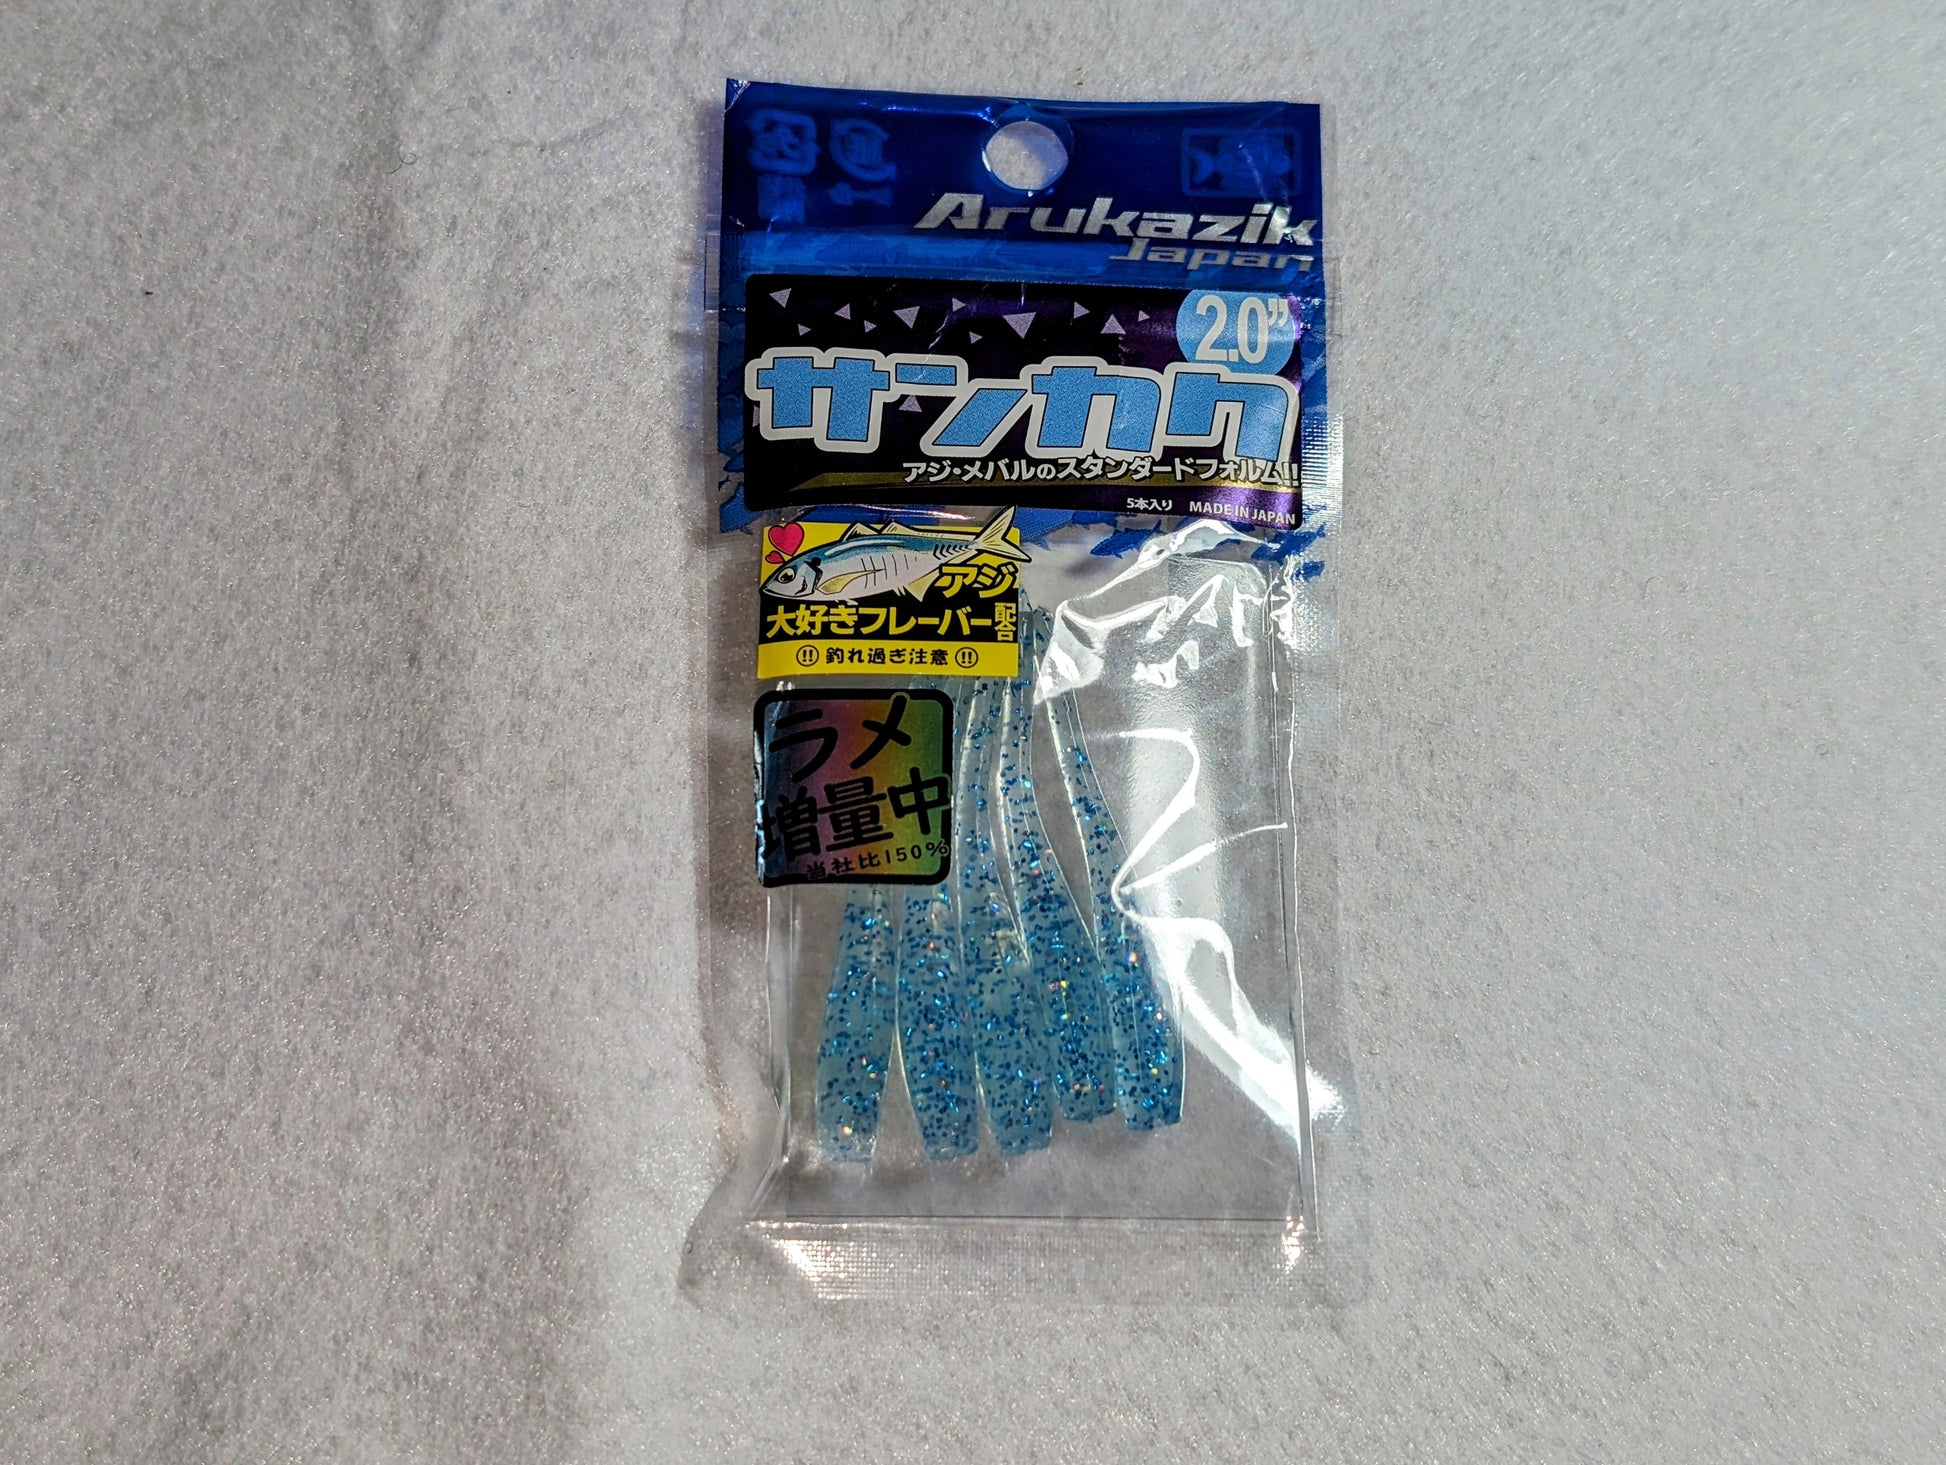 Arukazik
Japan
2.0"
サンカク
アジ・メバルのスタンダードフォルム!!
5本入り MADE IN JAPAN
アジ
大好きフレーバー配合
!! 釣れ過ぎ注意 !!
ラメ
増量中
当社比150%